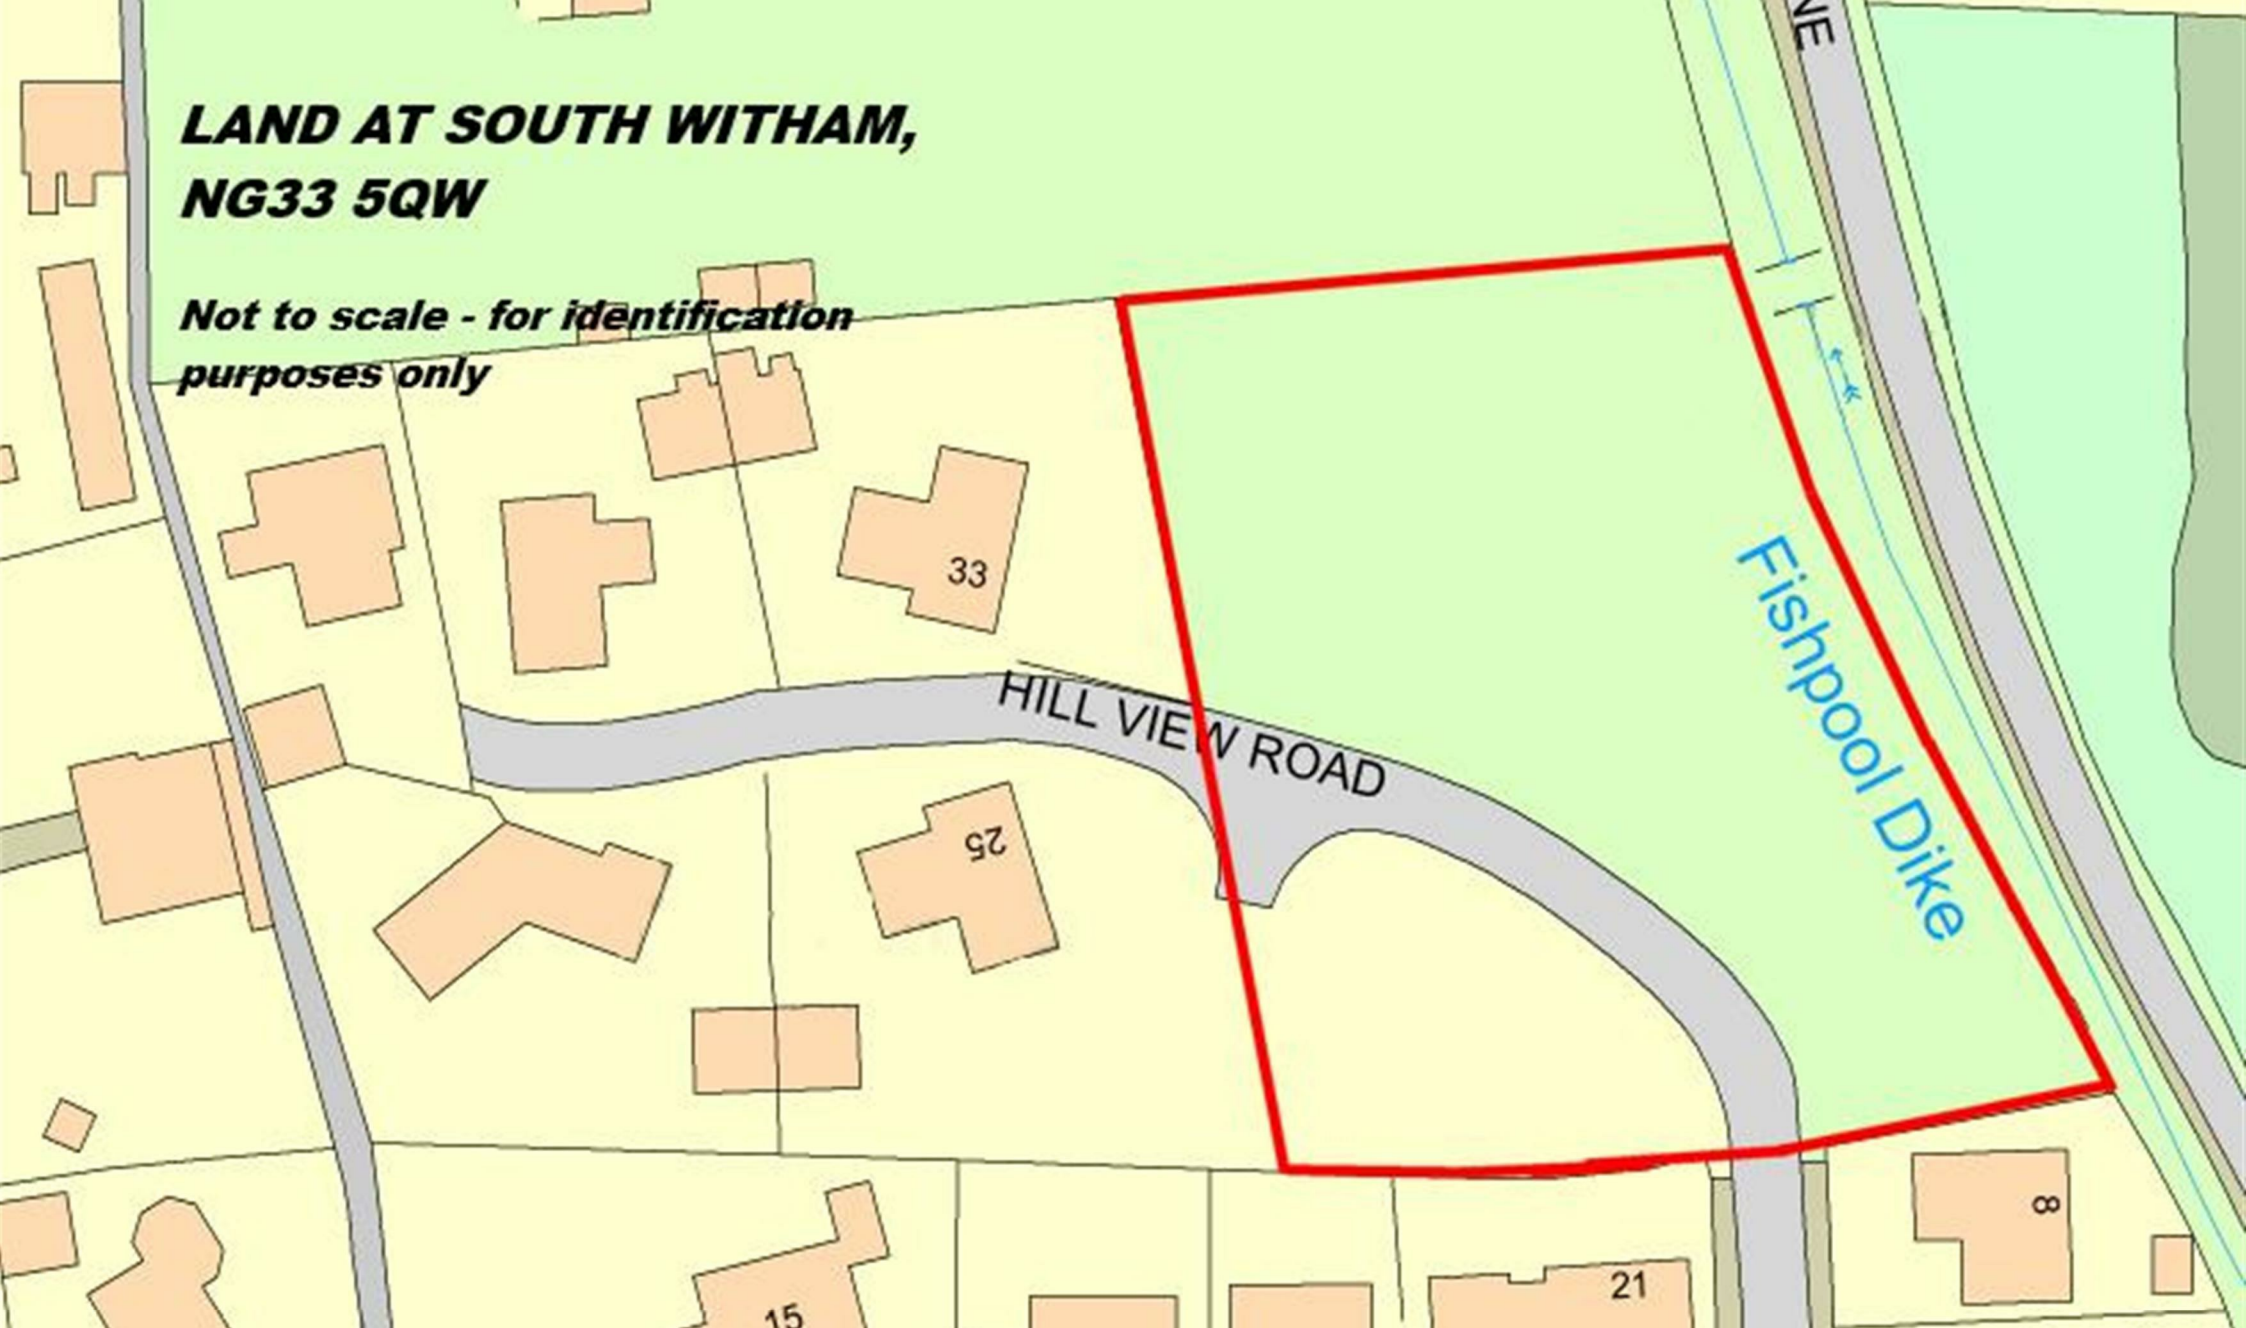 NE
LAND AT SOUTH WITHAM,
NG33 5QW
Not to scale - for identification
purposes only
33
HILL VIEW ROAD
Fishpool Dike
25
8
21
15